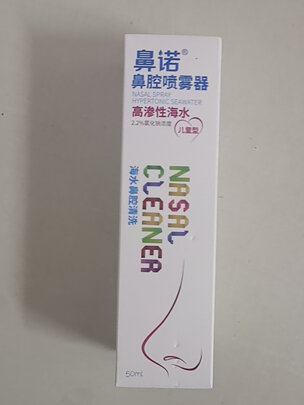 鼻诺®
鼻腔喷雾器
NASAL SPRAY
HYPERTONIC SEAWATER
高渗性海水
2.2%氯化钠浓度
儿童型
NASAL
CLEANER
海水鼻腔清洗
50ml